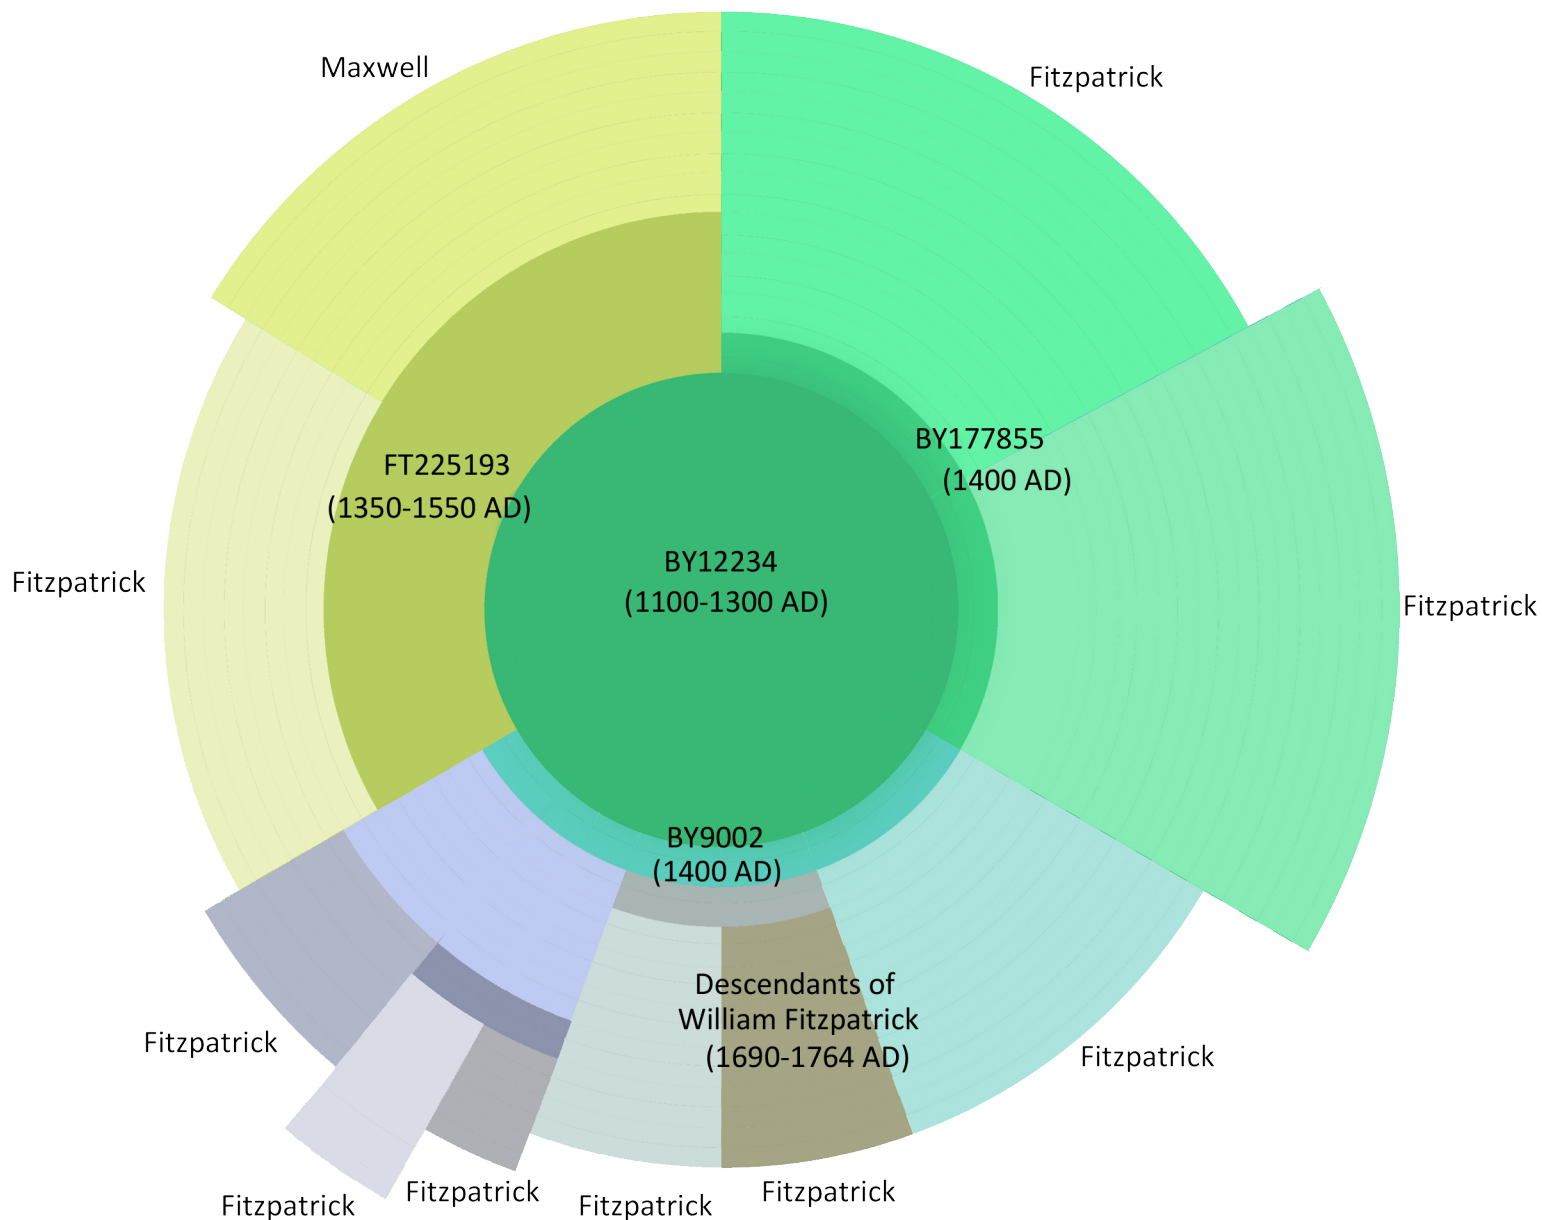 Maxwell
Fitzpatrick
BY177855
(1400 AD)
FT225193
(1350-1550 AD)
BY12234
(1100-1300 AD)
Fitzpatrick
Fitzpatrick
BY9002
(1400 AD)
Descendants of
William Fitzpatrick
(1690-1764 AD)
Fitzpatrick
Fitzpatrick
Fitzpatrick
Fitzpatrick
Fitzpatrick
Fitzpatrick